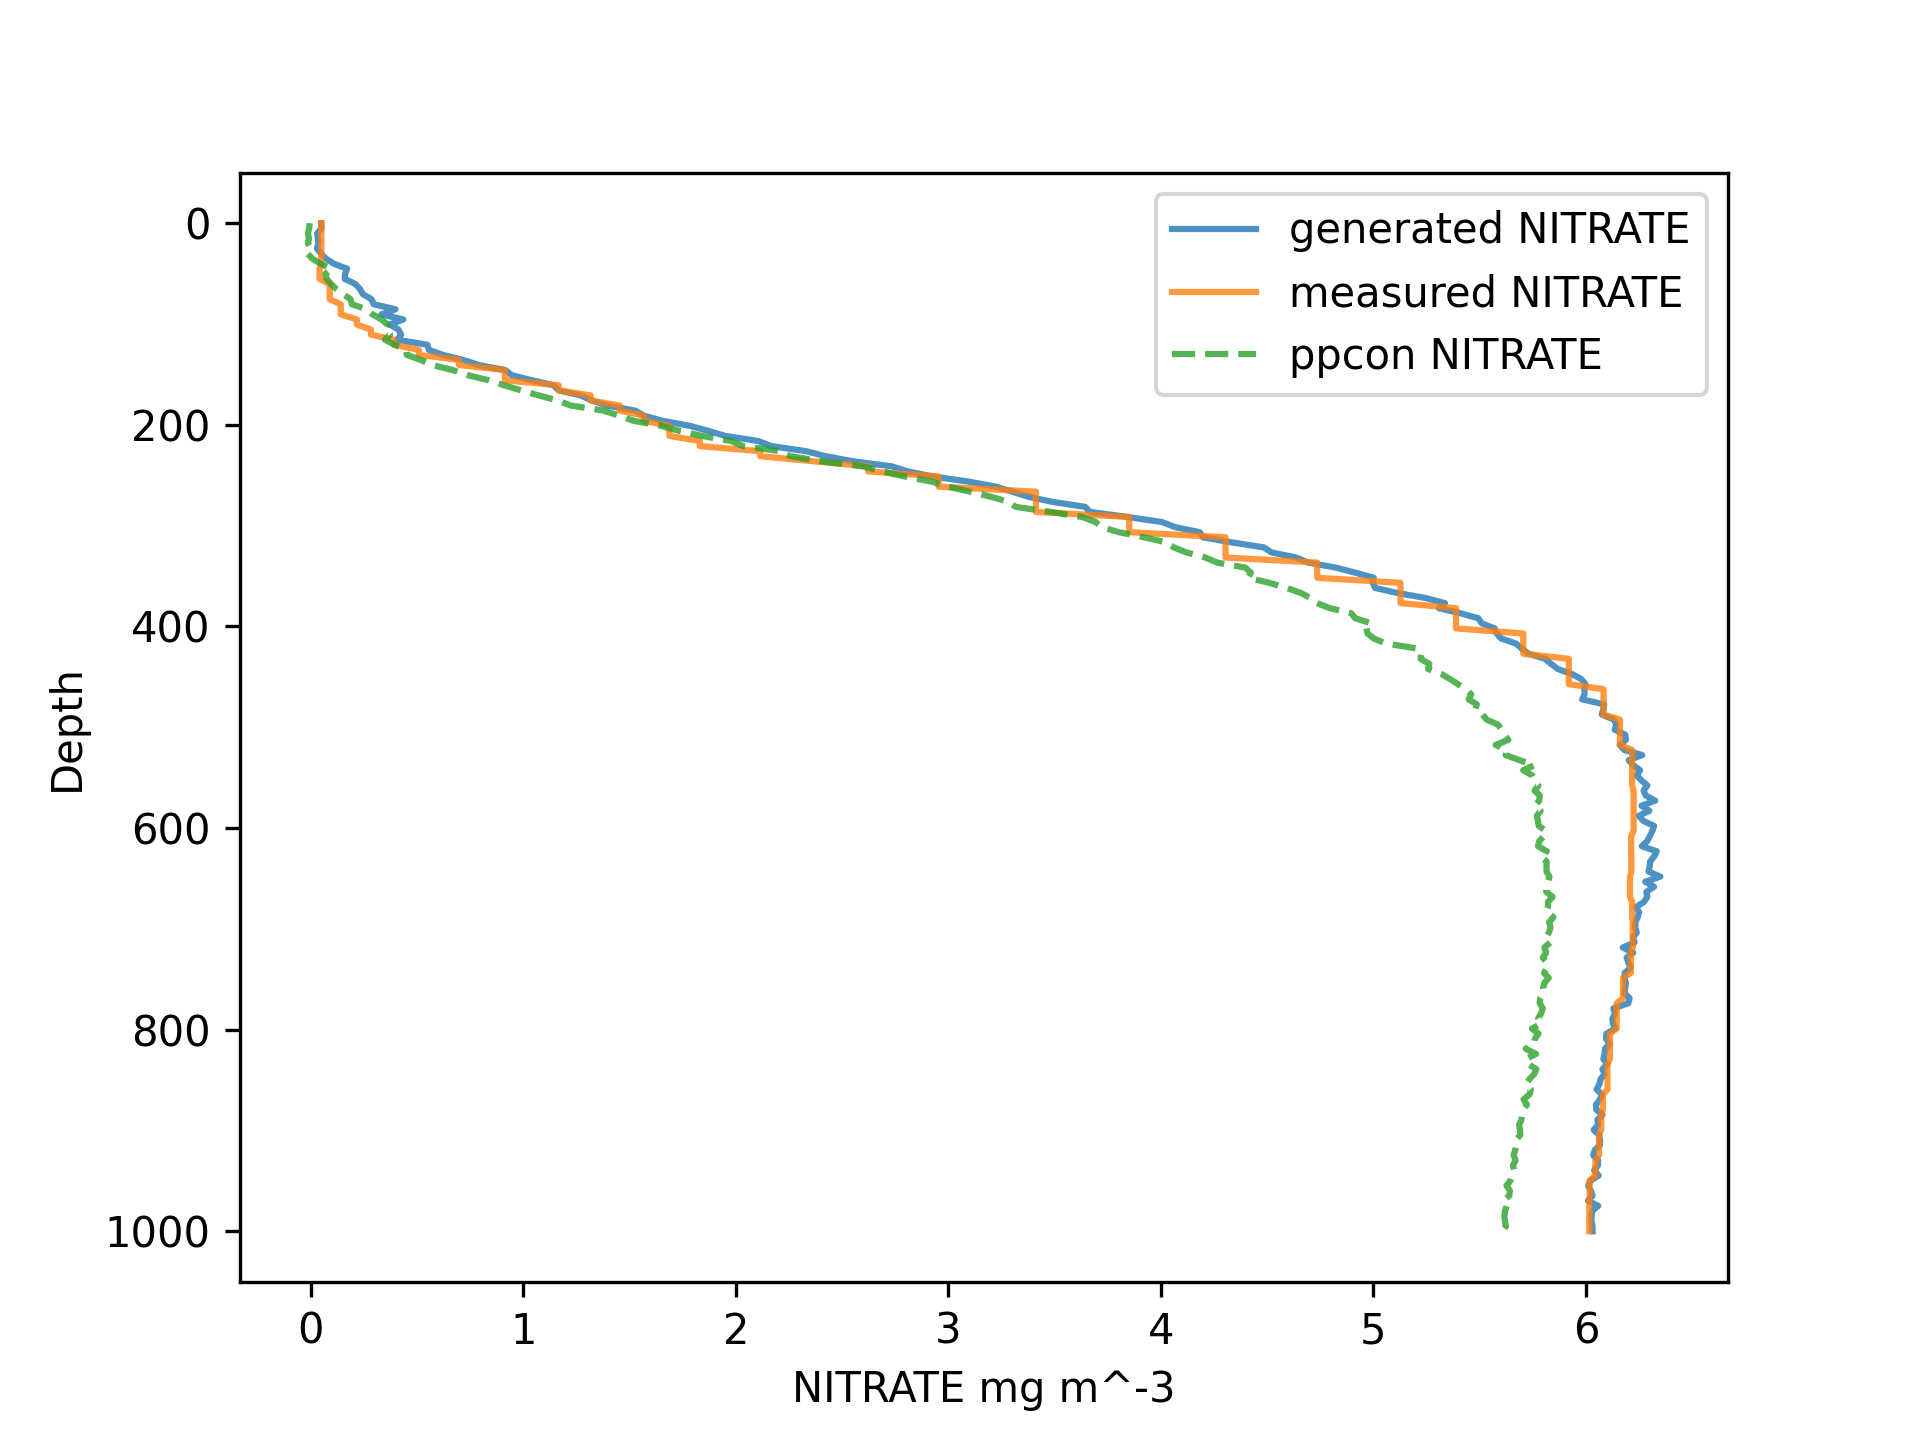 generated NITRATE
measured NITRATE
ppcon NITRATE
0
200
400
600
800
1000
Depth
0 1 2 3 4 5 6
NITRATE mg m^-3